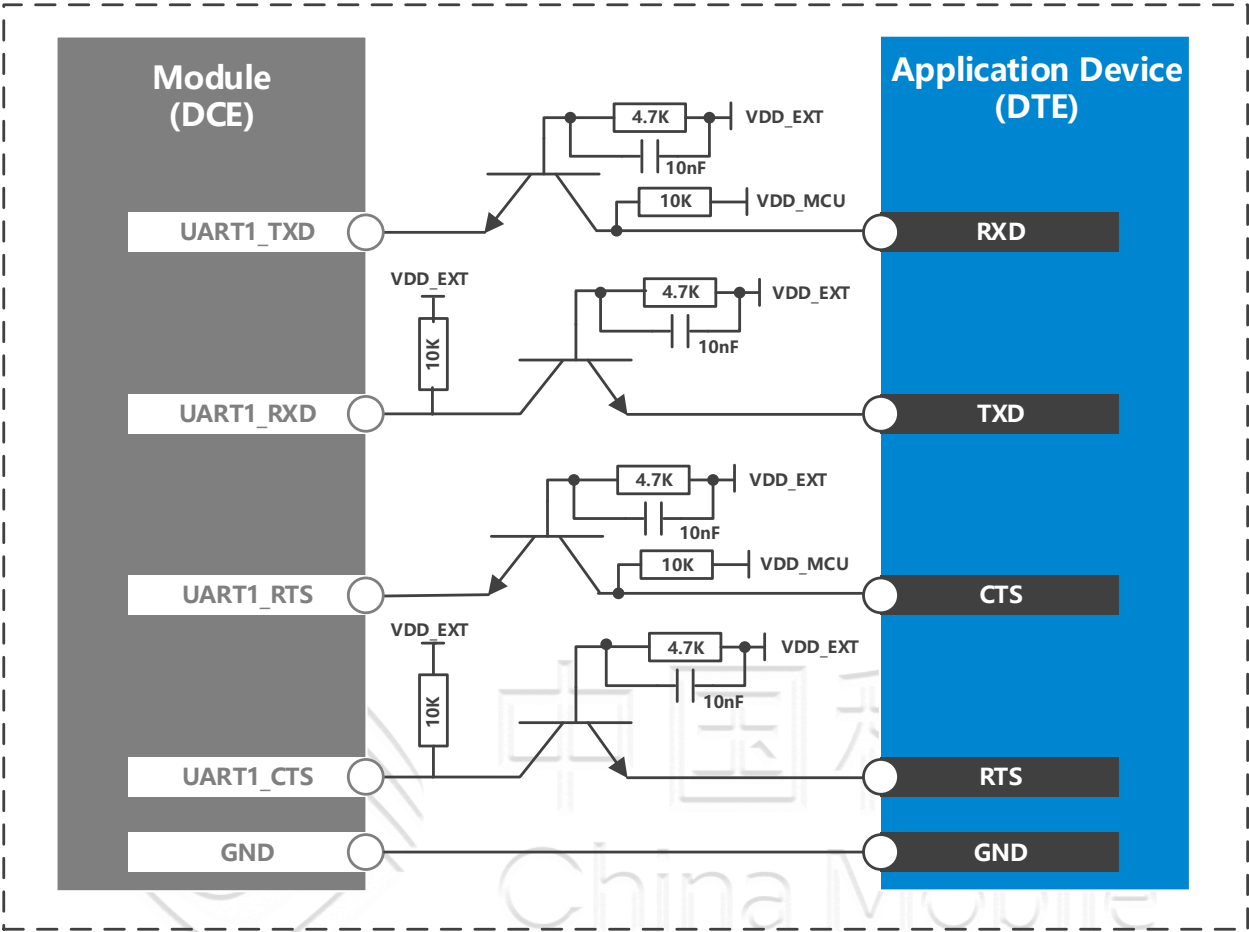 Module
(DCE)
Application Device
(DTE)
4.7K
VDD_EXT
10nF
10K
VDD_MCU
UART1_TXD
RXD
VDD_EXT
4.7K
VDD_EXT
10nF
10K
UART1_RXD
TXD
4.7K
VDD_EXT
10nF
10K
VDD_MCU
UART1_RTS
CTS
VDD_EXT
4.7K
VDD_EXT
10nF
10K
UART1_CTS
RTS
GND
GND
中国
China Mobile